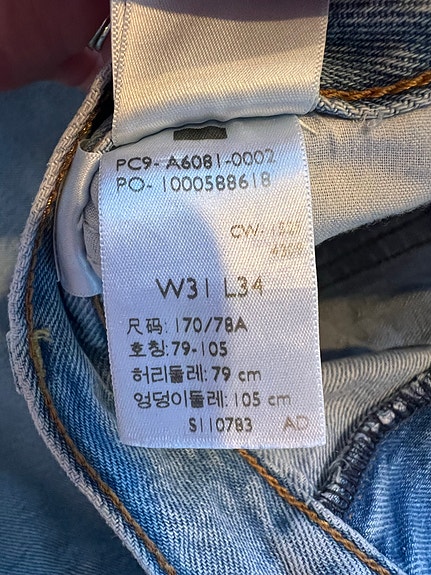 PC9- A6081-0002
PO- 1000588618
CW-
W31 L34
尺码: 170/78A
호칭: 79-105
허리둘레: 79 cm
엉덩이둘레: 105 cm
S110783 AD